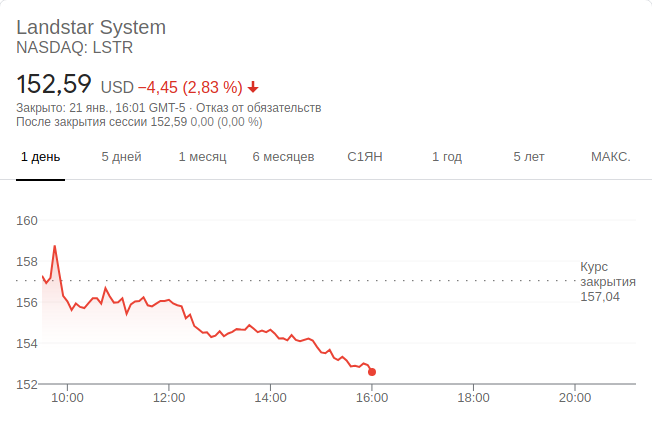 Landstar System
NASDAQ: LSTR
152,59 USD −4,45 (2,83 %)
Закрыто: 21 янв., 16:01 GMT-5 · Отказ от обязательств
После закрытия сессии 152,59 0,00 (0,00 %)
1 день 5 дней 1 месяц 6 месяцев С1ЯН 1 год 5 лет МАКС.
160
158
Курс
закрытия
157,04
156
154
152
10:00 12:00 14:00 16:00 18:00 20:00